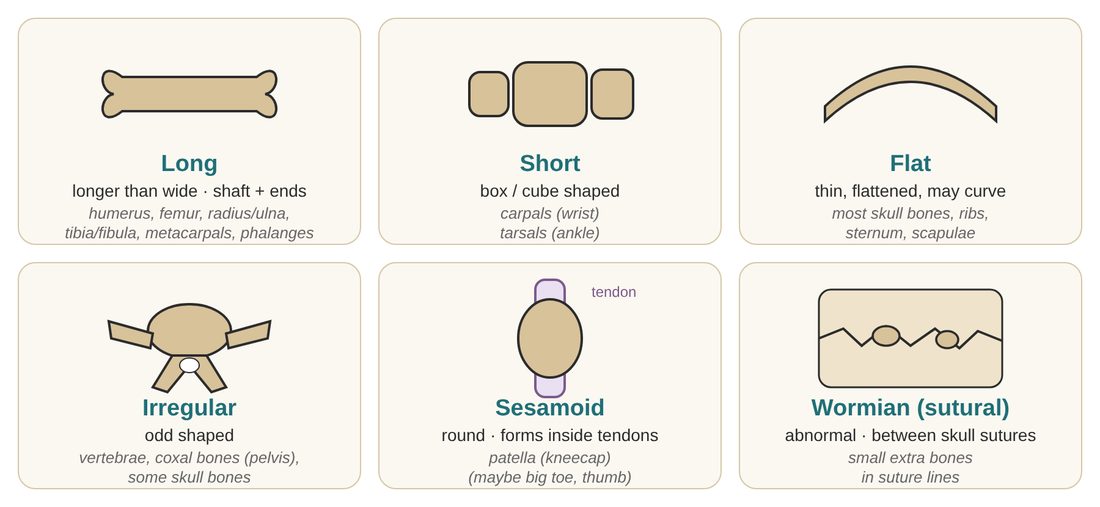 Long
longer than wide · shaft + ends
humerus, femur, radius/ulna,
tibia/fibula, metacarpals, phalanges
Short
box / cube shaped
carpals (wrist)
tarsals (ankle)
Flat
thin, flattened, may curve
most skull bones, ribs,
sternum, scapulae
Irregular
odd shaped
vertebrae, coxal bones (pelvis),
some skull bones
tendon
Sesamoid
round · forms inside tendons
patella (kneecap)
(maybe big toe, thumb)
Wormian (sutural)
abnormal · between skull sutures
small extra bones
in suture lines